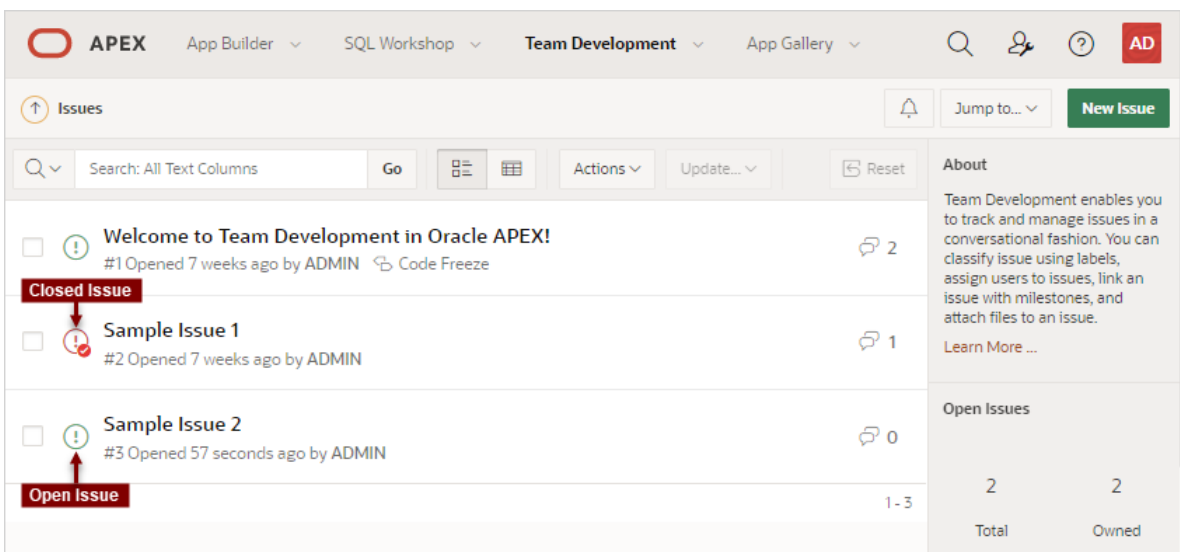 APEX App Builder SQL Workshop Team Development App Gallery AD
Issues Jump to... New Issue
Search: All Text Columns Go Actions Update... Reset
Welcome to Team Development in Oracle APEX!
#1 Opened 7 weeks ago by ADMIN Code Freeze
2
Closed Issue
Sample Issue 1
#2 Opened 7 weeks ago by ADMIN
1
Sample Issue 2
#3 Opened 57 seconds ago by ADMIN
0
Open Issue
1 - 3
About
Team Development enables you
to track and manage issues in a
conversational fashion. You can
classify issue using labels,
assign users to issues, link an
issue with milestones, and
attach files to an issue.
Learn More ...
Open Issues
2 2
Total Owned